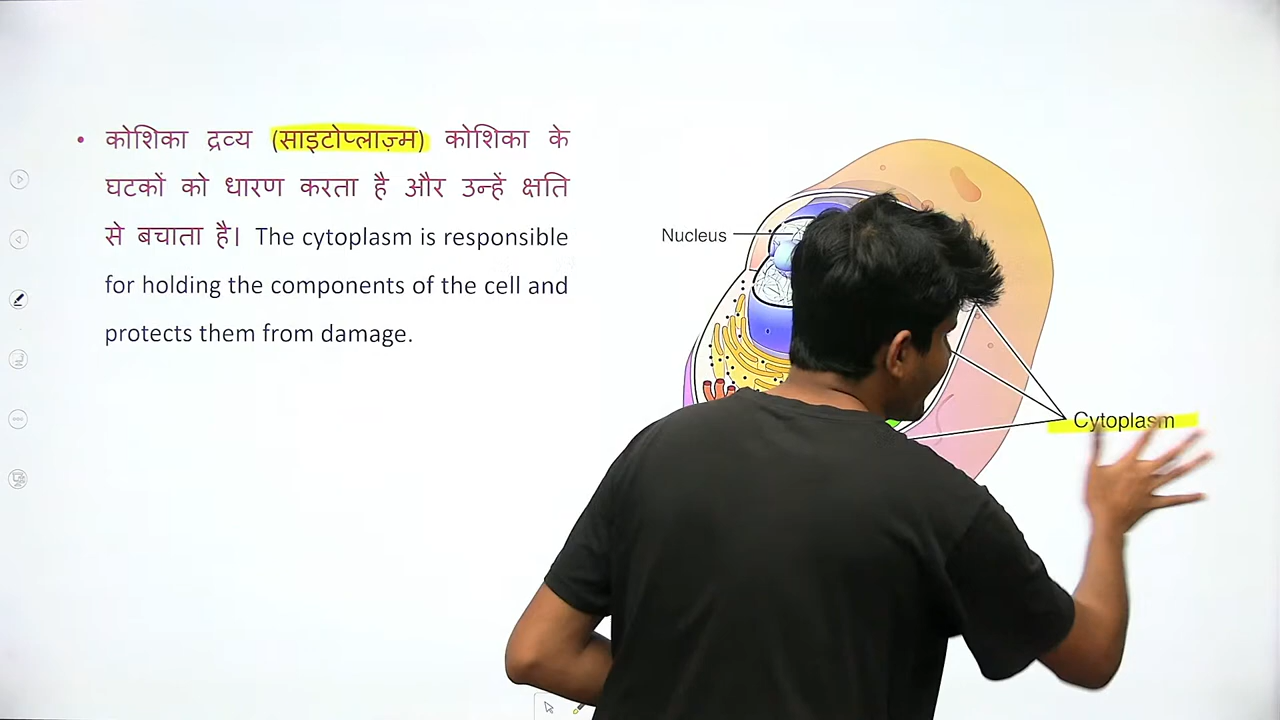 • कोशिका द्रव्य (साइटोप्लाज़्म) कोशिका के
घटकों को धारण करता है और उन्हें क्षति
से बचाता है। The cytoplasm is responsible
for holding the components of the cell and
protects them from damage.
Nucleus
Cytoplasm